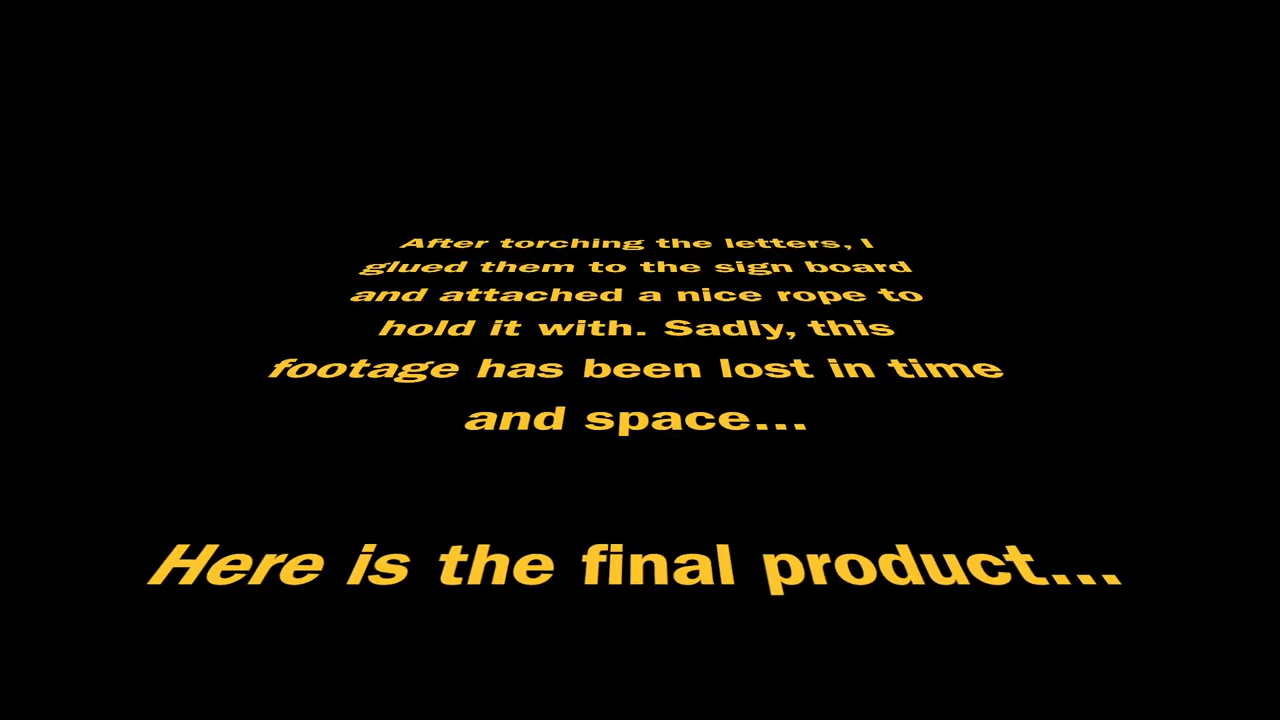 After torching the letters, I
glued them to the sign board
and attached a nice rope to
hold it with. Sadly, this
footage has been lost in time
and space...
Here is the final product...